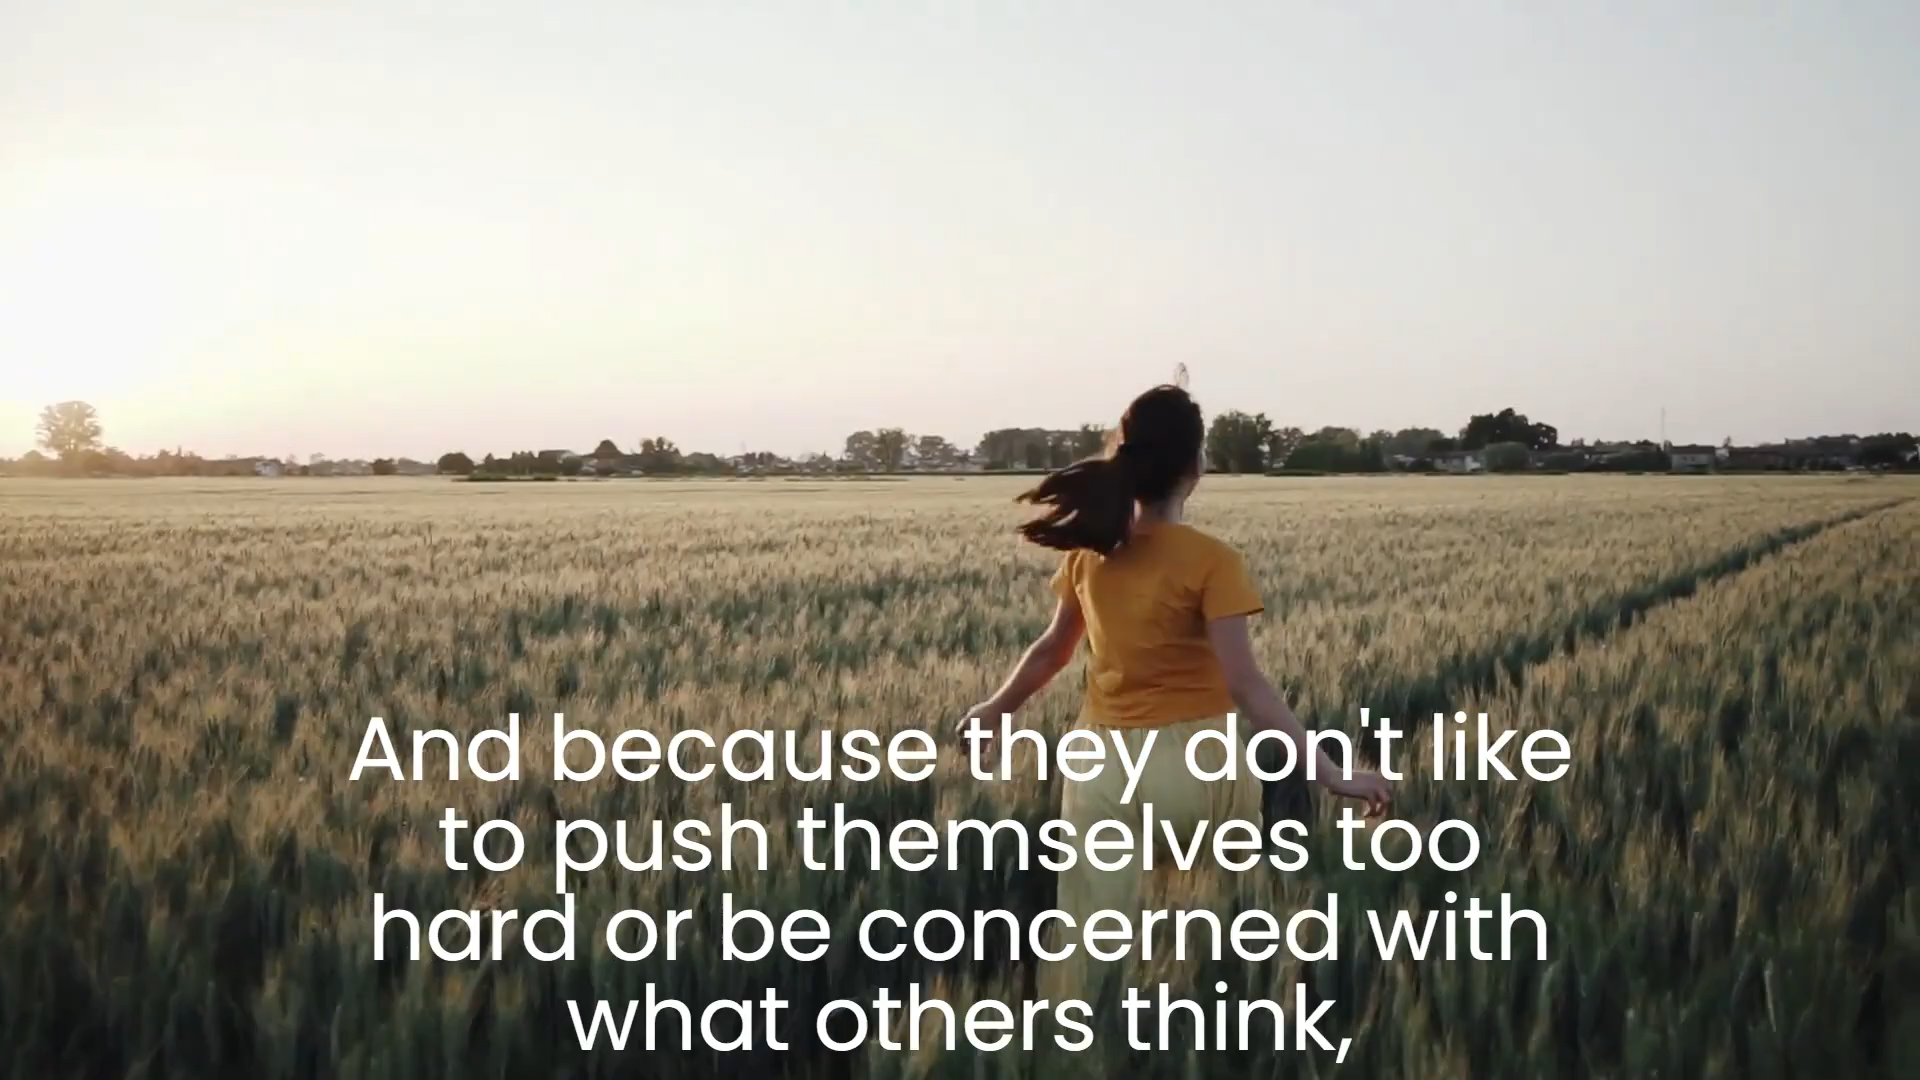 And because they don't like
to push themselves too
hard or be concerned with
what others think,